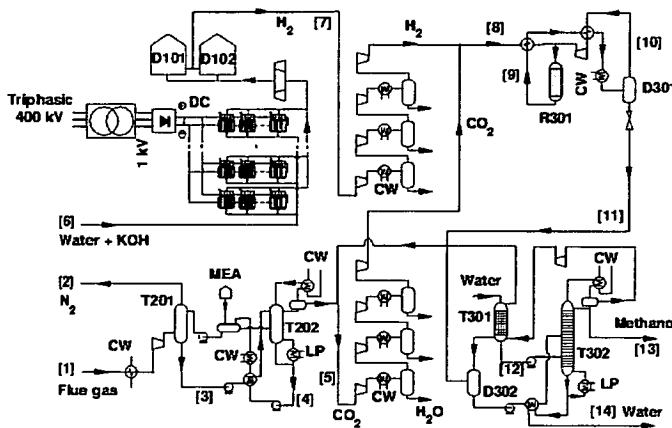 H₂ [7]
D101 D102
H₂ [8] [10]
[9]
CW D301
R301
Triphasic
400 kV
DC
1 kV
CO₂
CW
[6]
Water + KOH
[11]
[2]
N₂
MEA
CW
T201
T202
Water
T301
CW
Methano
[13]
T302
[12]
CW
[1]
Flue gas
CW
LP
[3]
[4]
[5]
CO₂
CW
H₂O
D302
LP
[14] Water